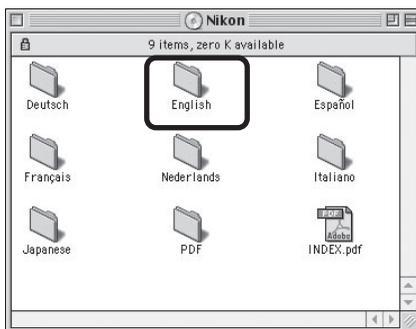 Nikon
9 items, zero K available
Deutsch English Español
Français Nederlands Italiano
PDF
Adobe
Japanese PDF INDEX.pdf